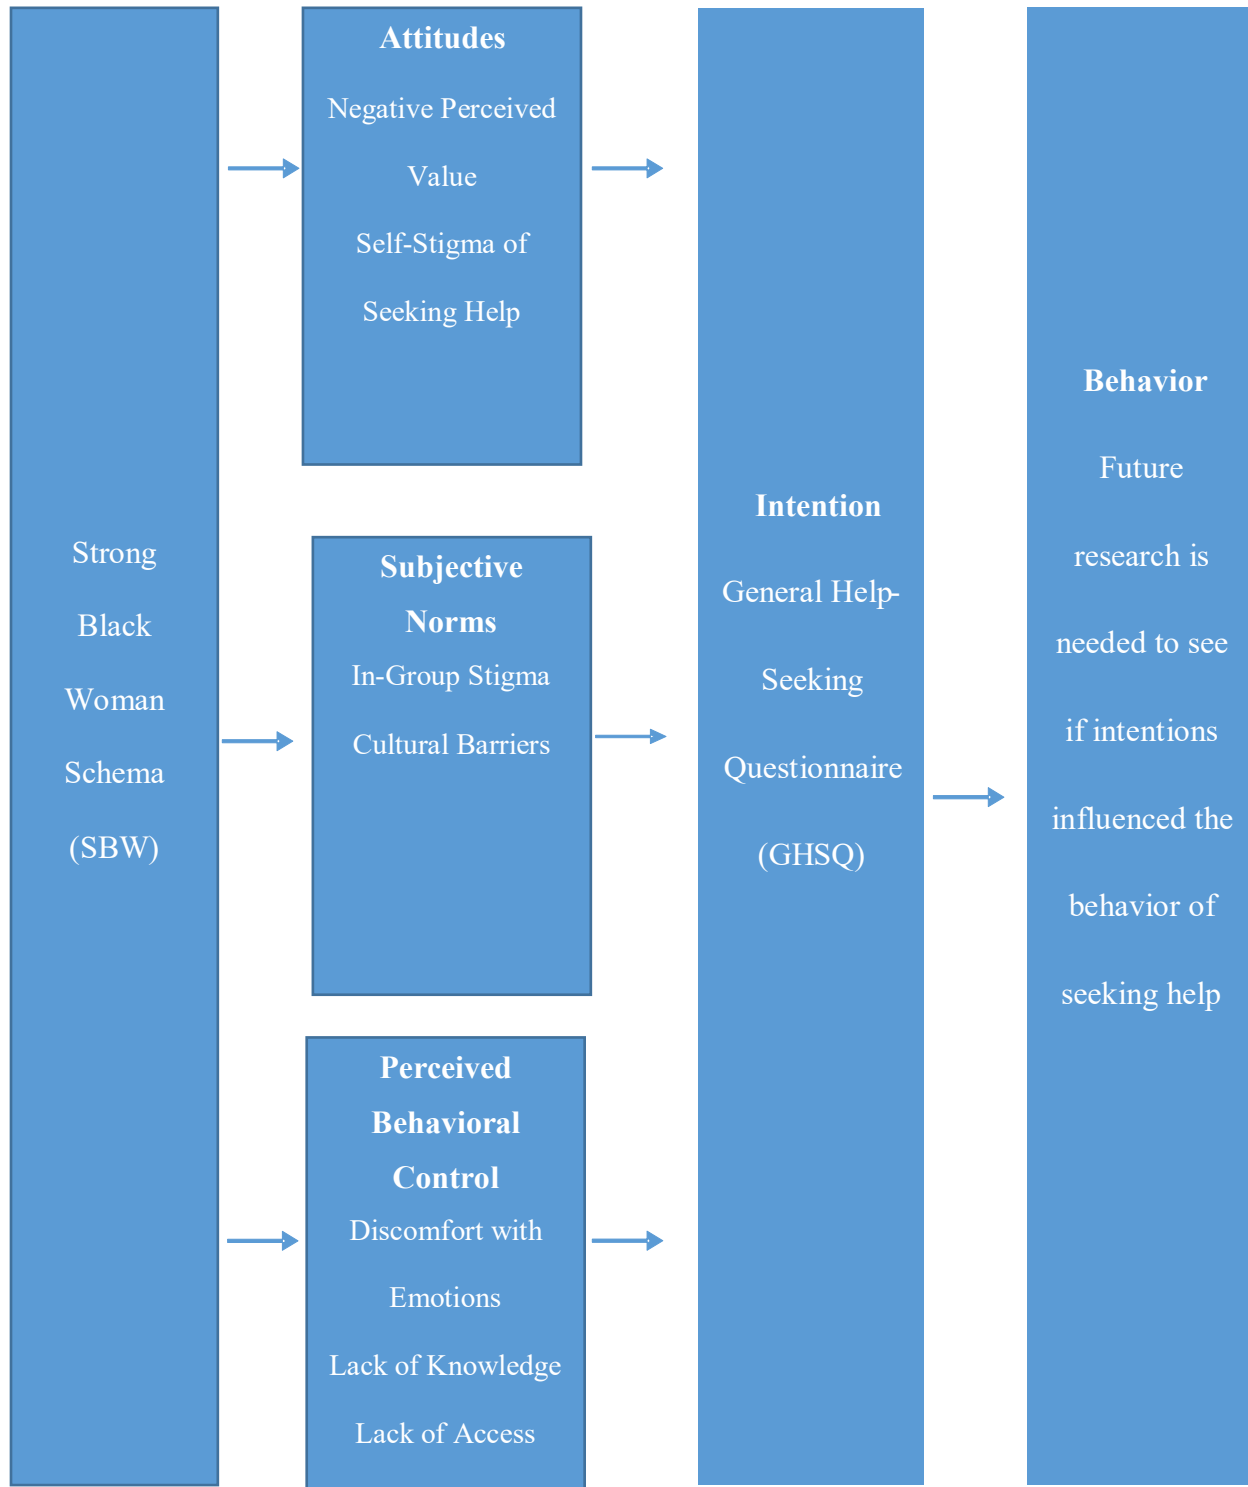 Strong
Black
Woman
Schema
(SBW)
Attitudes
Negative Perceived
Value
Self-Stigma of
Seeking Help
Subjective
Norms
In-Group Stigma
Cultural Barriers
Perceived
Behavioral
Control
Discomfort with
Emotions
Lack of Knowledge
Lack of Access
Intention
General Help-
Seeking
Questionnaire
(GHSQ)
Behavior
Future
research is
needed to see
if intentions
influenced the
behavior of
seeking help